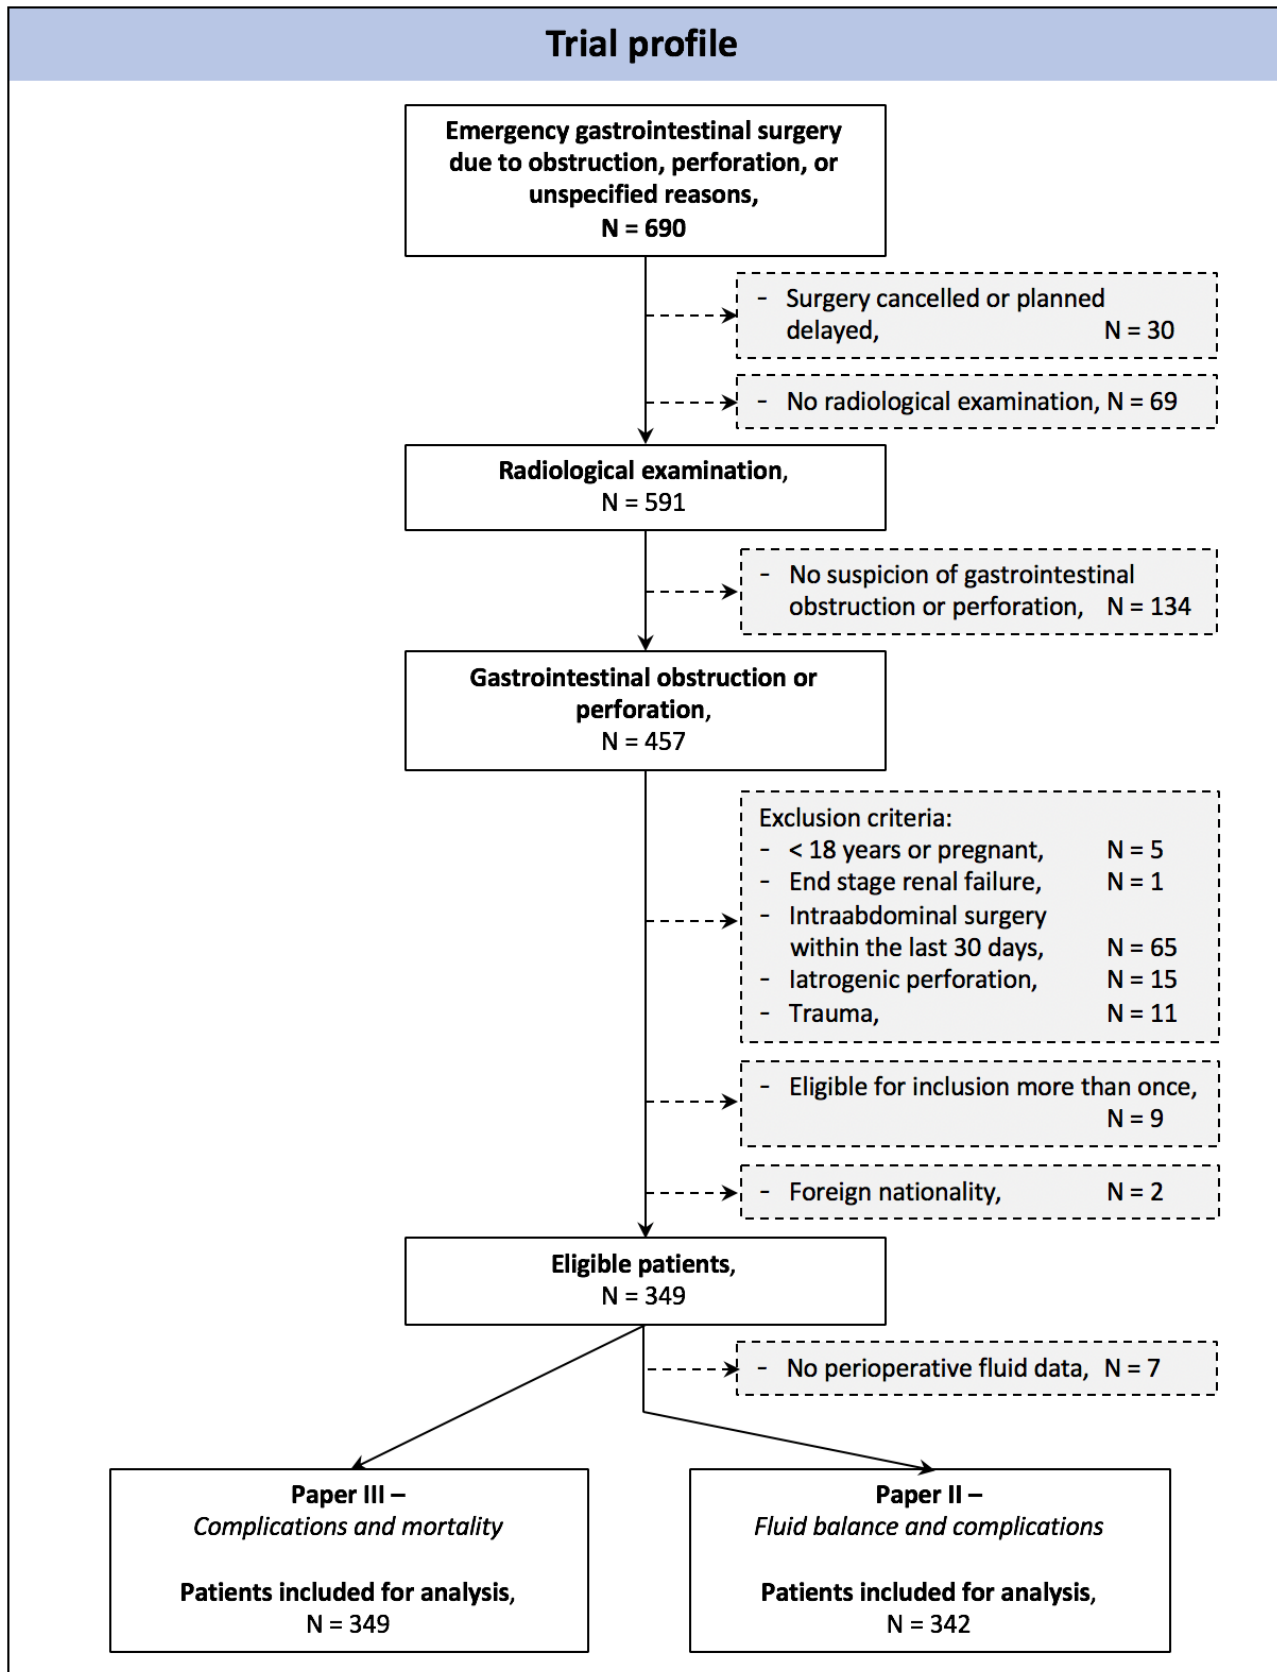 Trial profile
Emergency gastrointestinal surgery
due to obstruction, perforation, or
unspecified reasons,
N = 690
- Surgery cancelled or planned
delayed, N = 30
- No radiological examination, N = 69
Radiological examination,
N = 591
- No suspicion of gastrointestinal
obstruction or perforation, N = 134
Gastrointestinal obstruction or
perforation,
N = 457
Exclusion criteria:
- < 18 years or pregnant, N = 5
- End stage renal failure, N = 1
- Intraabdominal surgery
within the last 30 days, N = 65
- Iatrogenic perforation, N = 15
- Trauma, N = 11
- Eligible for inclusion more than once,
N = 9
- Foreign nationality, N = 2
Eligible patients,
N = 349
- No perioperative fluid data, N = 7
Paper III –
Complications and mortality
Patients included for analysis,
N = 349
Paper II –
Fluid balance and complications
Patients included for analysis,
N = 342